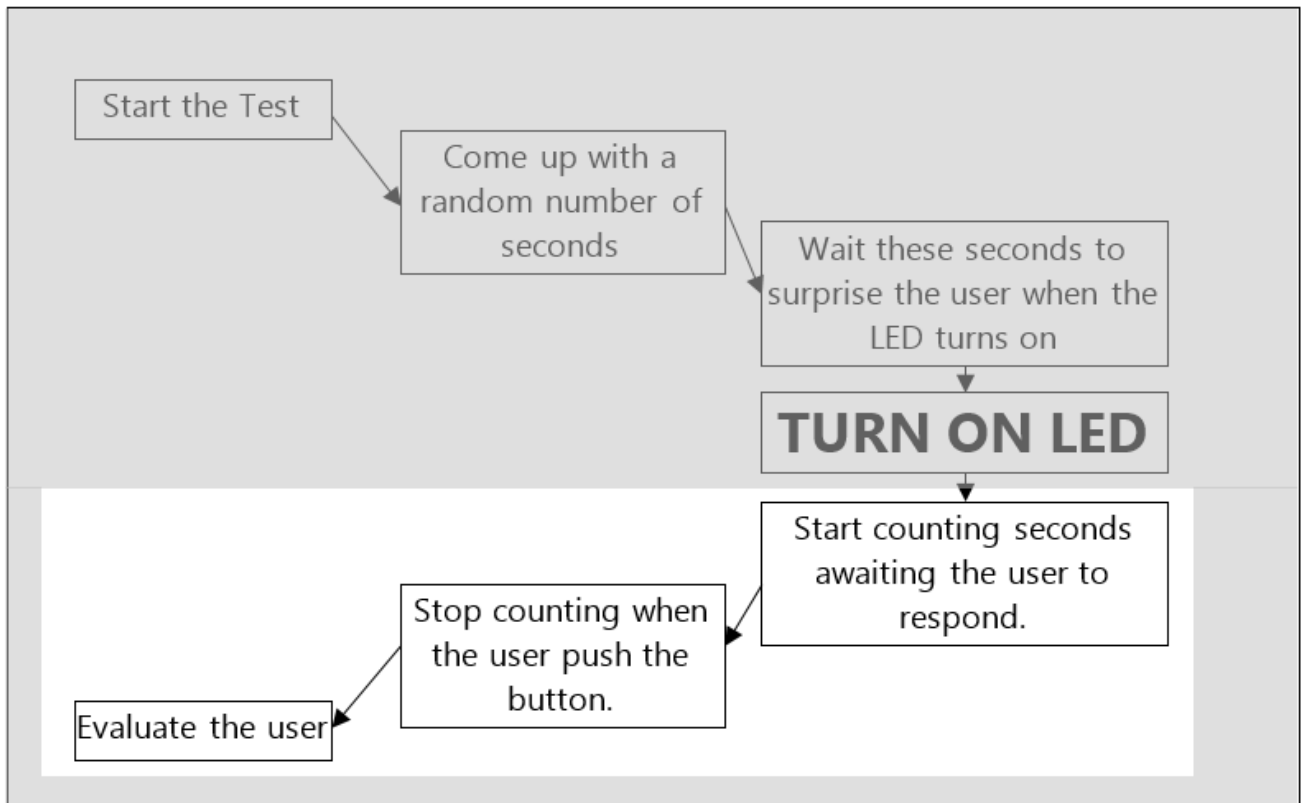 Start the Test
Come up with a
random number of
seconds
Wait these seconds to
surprise the user when the
LED turns on
TURN ON LED
Start counting seconds
awaiting the user to
respond.
Stop counting when
the user push the
button.
Evaluate the user